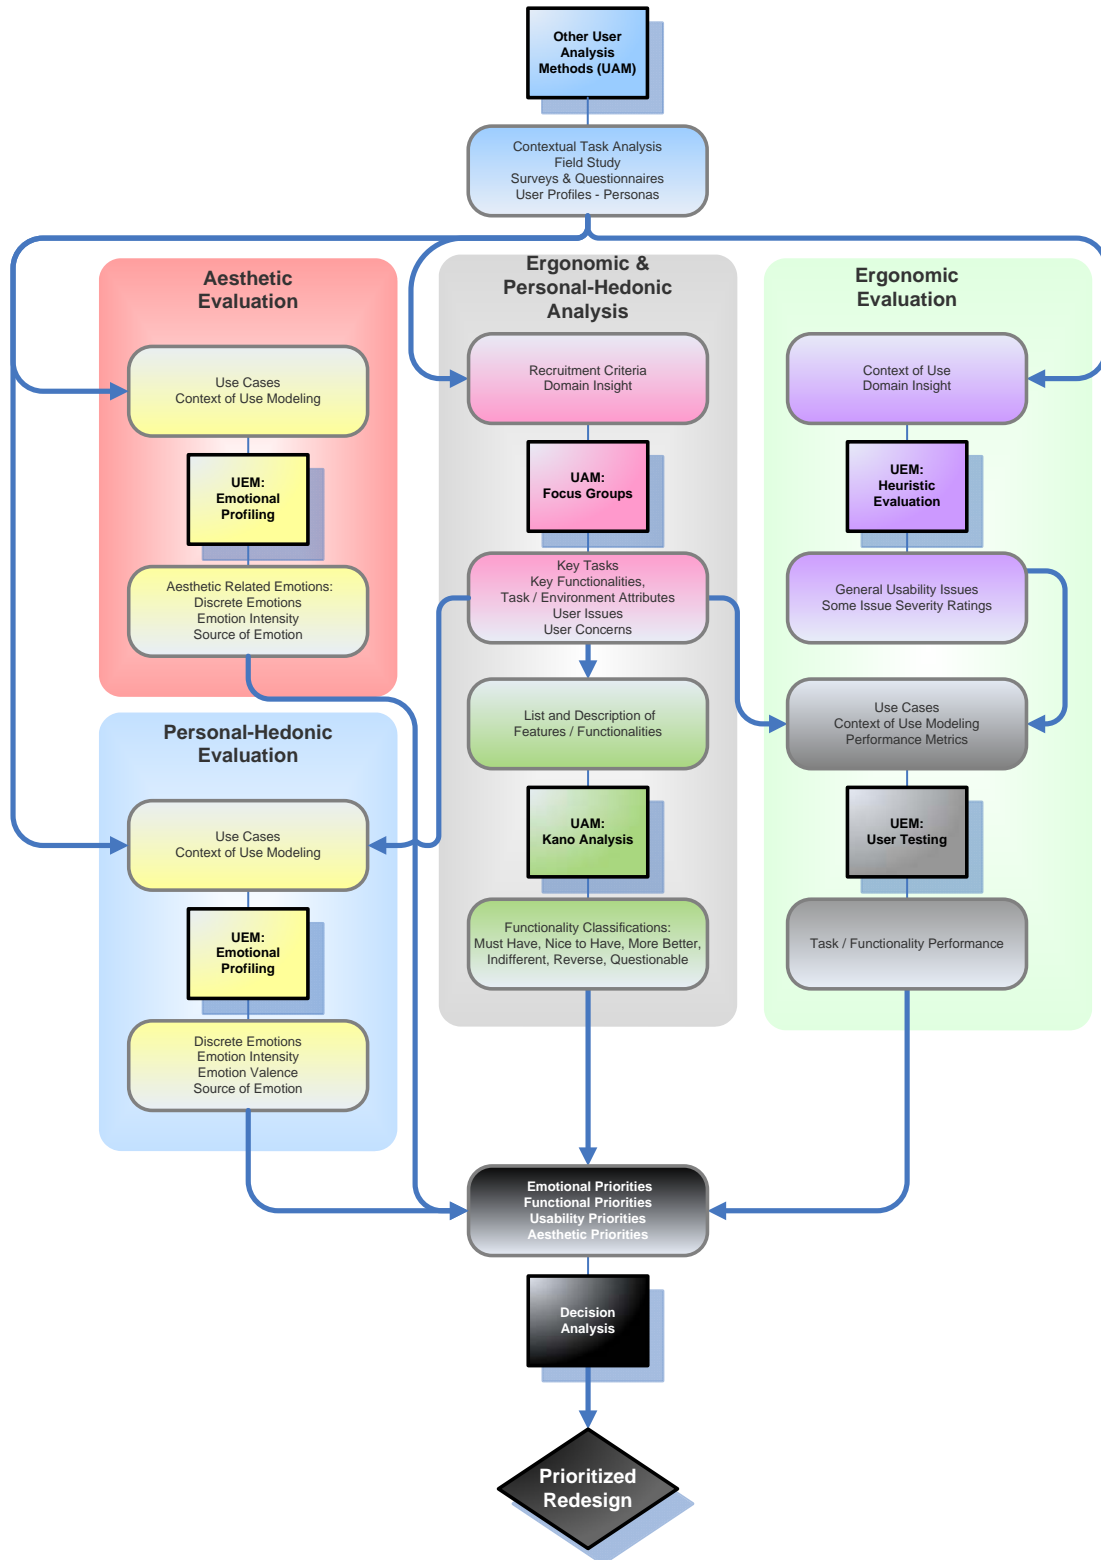 Other User
Analysis
Methods (UAM)
Contextual Task Analysis
Field Study
Surveys & Questionnaires
User Profiles - Personas
Aesthetic
Evaluation
Use Cases
Context of Use Modeling
UEM:
Emotional
Profiling
Aesthetic Related Emotions:
Discrete Emotions
Emotion Intensity
Source of Emotion
Personal-Hedonic
Evaluation
Use Cases
Context of Use Modeling
UEM:
Emotional
Profiling
Discrete Emotions
Emotion Intensity
Emotion Valence
Source of Emotion
Ergonomic &
Personal-Hedonic
Analysis
Recruitment Criteria
Domain Insight
UAM:
Focus Groups
Key Tasks
Key Functionalities,
Task / Environment Attributes
User Issues
User Concerns
List and Description of
Features / Functionalities
UAM:
Kano Analysis
Functionality Classifications:
Must Have, Nice to Have, More Better,
Indifferent, Reverse, Questionable
Ergonomic
Evaluation
Context of Use
Domain Insight
UEM:
Heuristic
Evaluation
General Usability Issues
Some Issue Severity Ratings
Use Cases
Context of Use Modeling
Performance Metrics
UEM:
User Testing
Task / Functionality Performance
Emotional Priorities
Functional Priorities
Usability Priorities
Aesthetic Priorities
Decision
Analysis
Prioritized
Redesign